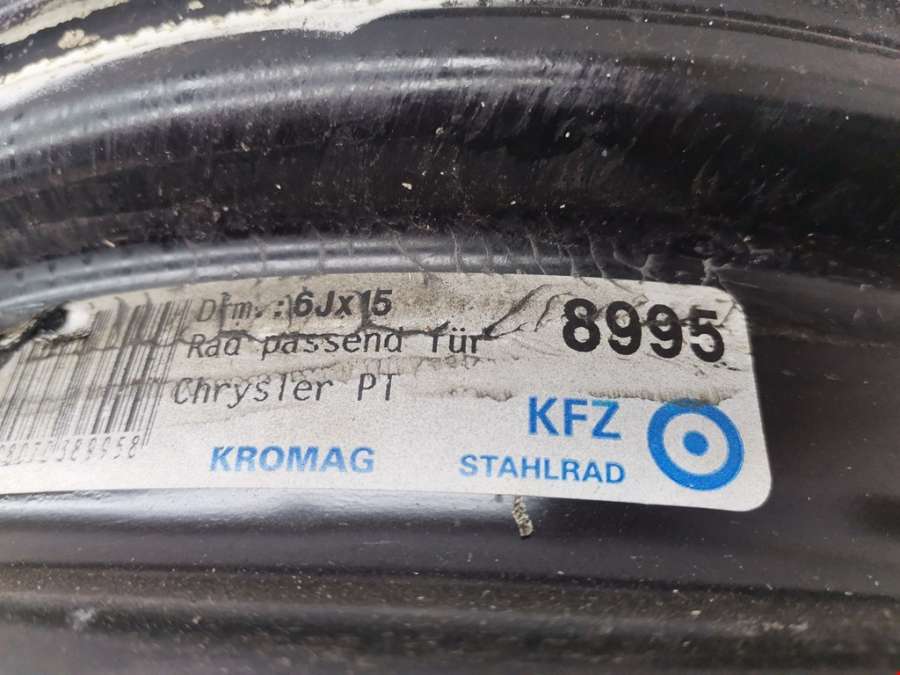 Dim.: 6Jx15
8995
Rad passend für
Chrysler PT
KFZ
KROMAG
STAHLRAD